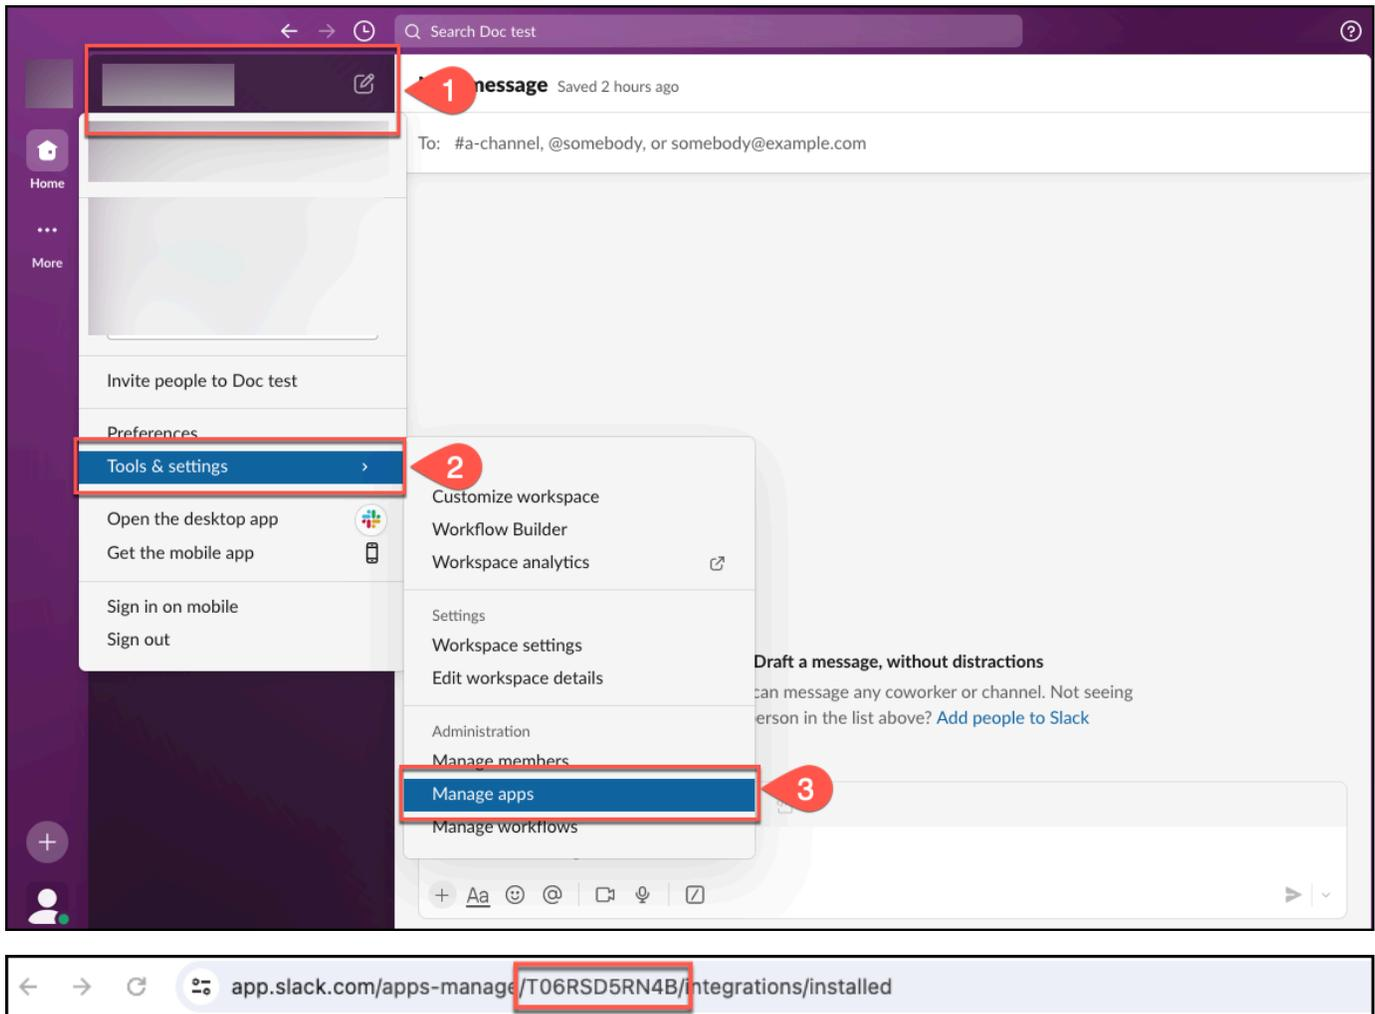 Search Doc test
1
message Saved 2 hours ago
To: #a-channel, @somebody, or somebody@example.com
Home
More
Invite people to Doc test
Preferences
Tools & settings
2
Open the desktop app
Get the mobile app
Sign in on mobile
Sign out
Customize workspace
Workflow Builder
Workspace analytics
Settings
Workspace settings
Edit workspace details
Administration
Manage members
Manage apps
3
Manage workflows
Draft a message, without distractions
can message any coworker or channel. Not seeing
erson in the list above? Add people to Slack
Aa
app.slack.com/apps-manage/T06RSD5RN4B/integrations/installed